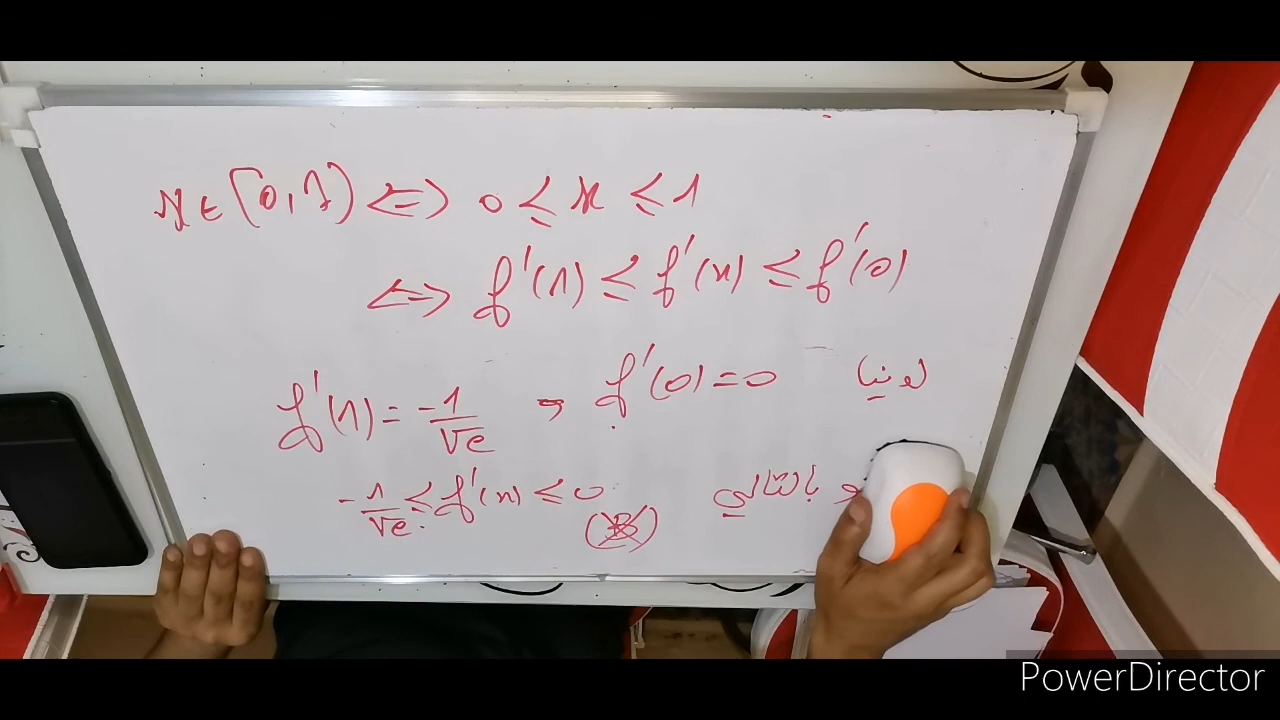 x ∈ [0,1] ⟺ 0 ≤ x ≤ 1
⟺ f'(1) ≤ f'(x) ≤ f'(0)
لدينا f'(0) = 0 و f'(1) = -1/√e
و بالتالي -1/√e ≤ f'(x) ≤ 0
PowerDirector